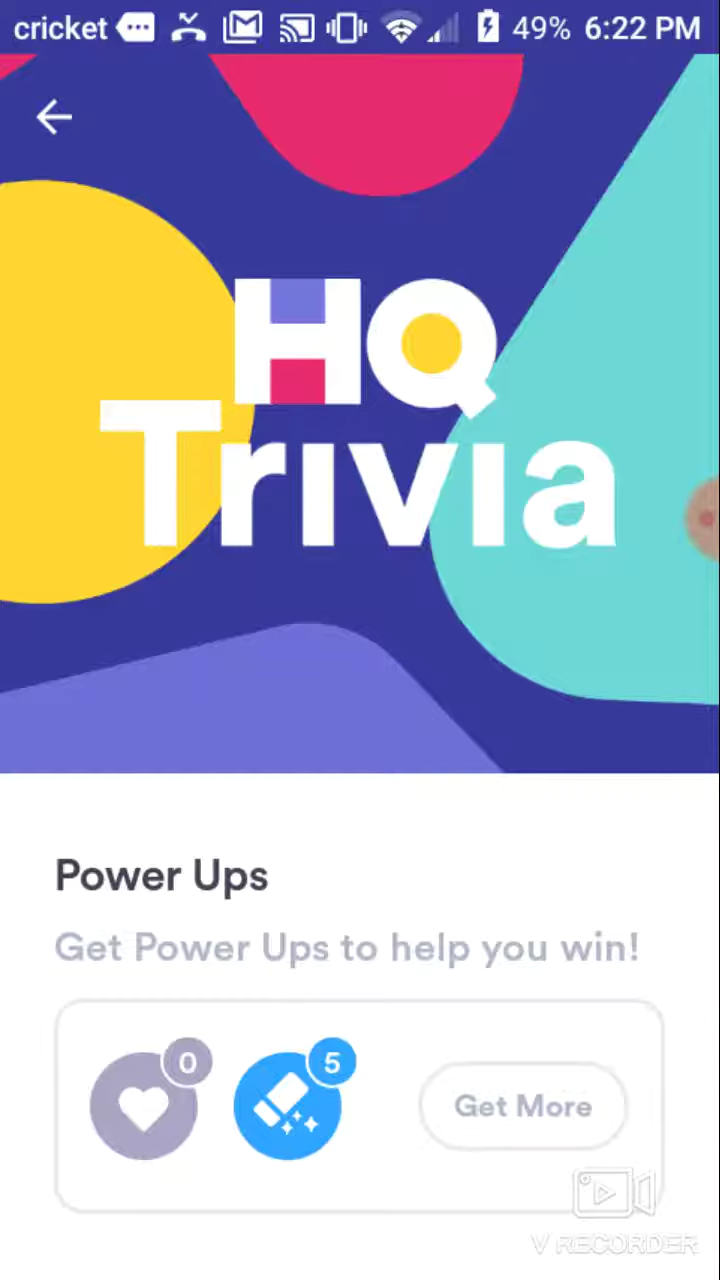 cricket 49% 6:22 PM
HQ
Trivia
Power Ups
Get Power Ups to help you win!
0 5
Get More
V RECORDER